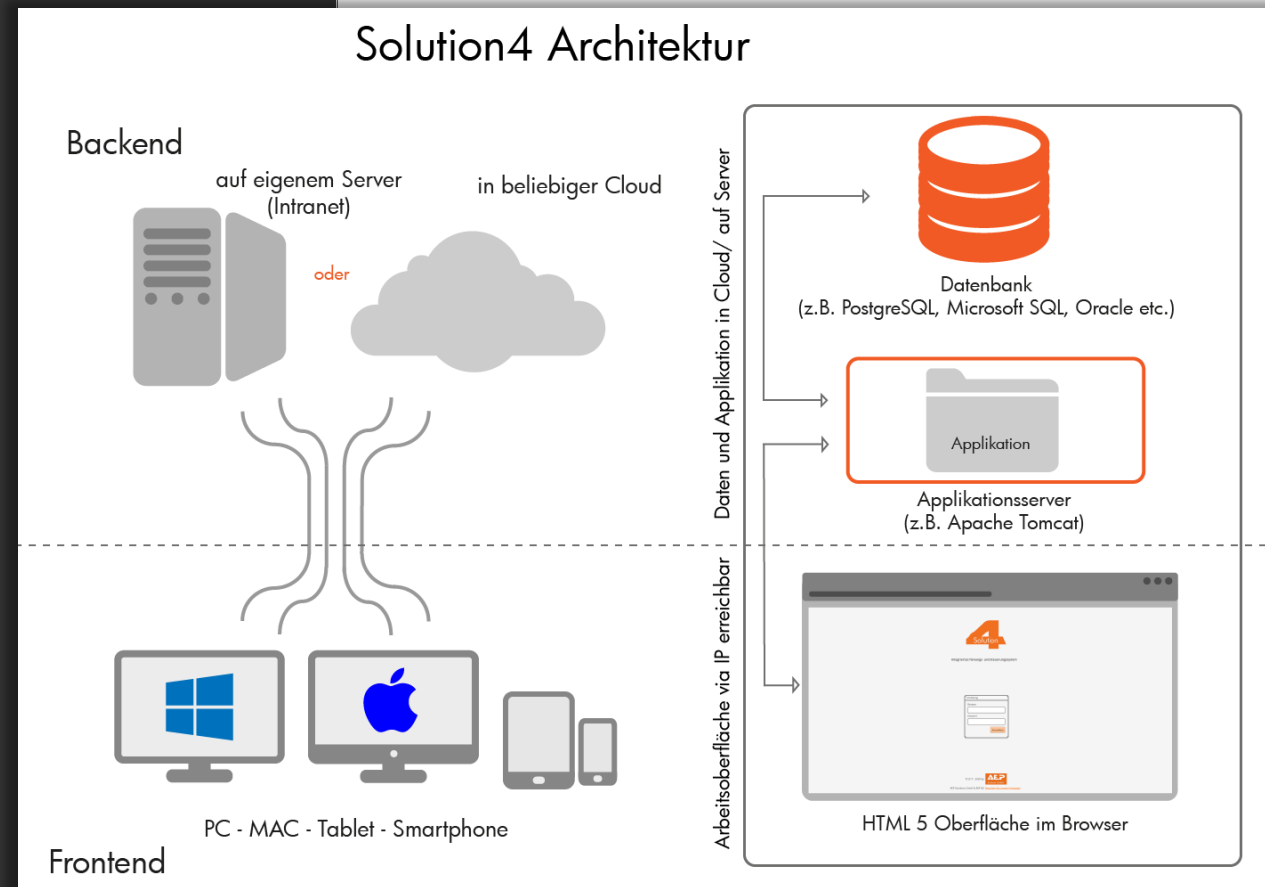 Solution4 Architektur
Backend
auf eigenem Server
(Intranet)
oder
in beliebiger Cloud
Daten und Applikation in Cloud/ auf Server
Datenbank
(z.B. PostgreSQL, Microsoft SQL, Oracle etc.)
Applikation
Applikationsserver
(z.B. Apache Tomcat)
Arbeitsoberfläche via IP erreichbar
4
Solution
AEP
HTML 5 Oberfläche im Browser
PC - MAC - Tablet - Smartphone
Frontend